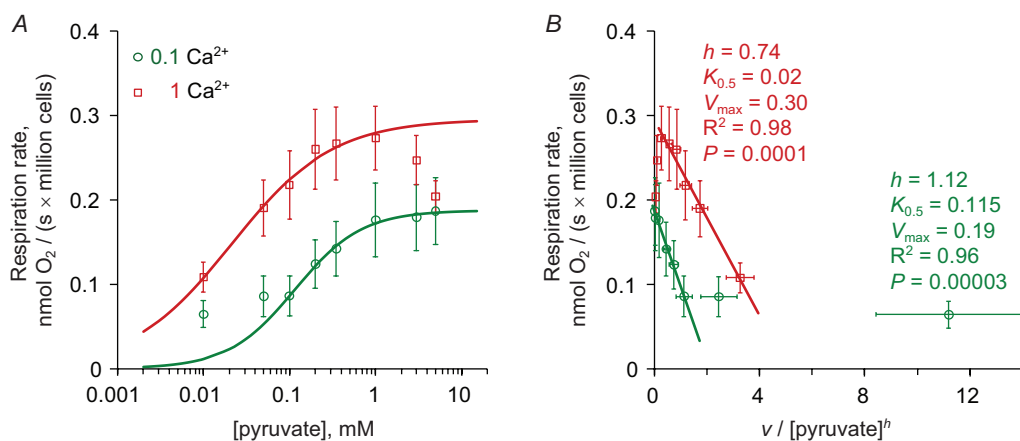 A
Respiration rate,
nmol O₂ / (s × million cells)
0.4
0.3
0.2
0.1
0
0.1 Ca²⁺
1 Ca²⁺
0.001 0.01 0.1 1 10
[pyruvate], mM
B
Respiration rate,
nmol O₂ / (s × million cells)
0.4
0.3
0.2
0.1
0
h = 0.74
K₀.₅ = 0.02
Vₘₐₓ = 0.30
R² = 0.98
P = 0.0001
h = 1.12
K₀.₅ = 0.115
Vₘₐₓ = 0.19
R² = 0.96
P = 0.00003
0 4 8 12
v / [pyruvate]ʰ